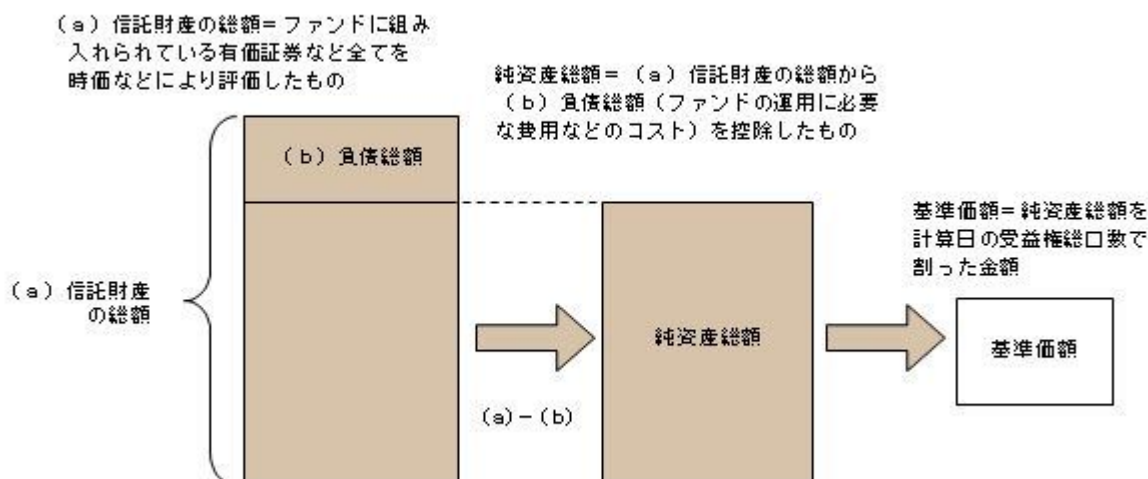 （a）信託財産の総額＝ファンドに組み
入れられている有価証券など全てを
時価などにより評価したもの
純資産総額＝（a）信託財産の総額から
（b）負債総額（ファンドの運用に必要
な費用などのコスト）を控除したもの
（b）負債総額
基準価額＝純資産総額を
計算日の受益権総口数で
割った金額
（a）信託財産
の総額
純資産総額
基準価額
（a）－（b）